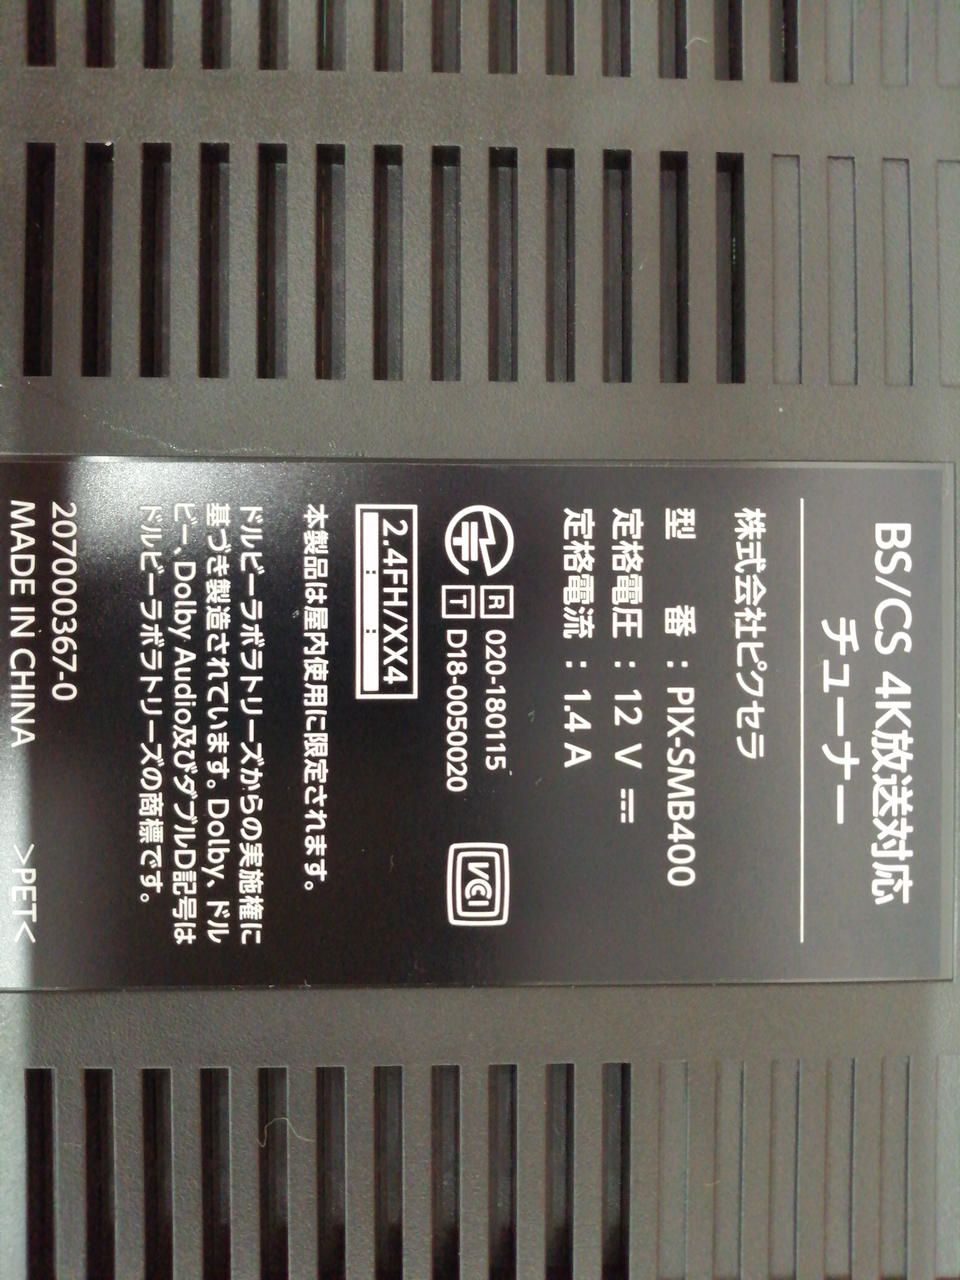 BS/CS 4K放送対応
チューナー
株式会社ピクセラ
型 番 : PIX-SMB400
定格電圧 : 12 V ⎓
定格電流 : 1.4 A
R 020-180115
T D18-0050020
VCI
2.4FH/XX4
本製品は屋内使用に限定されます。
ドルビーラボラトリーズからの実施権に
基づき製造されています。Dolby、ドル
ビー、Dolby Audio及びダブルD記号は
ドルビーラボラトリーズの商標です。
207000367-0
MADE IN CHINA >PET<